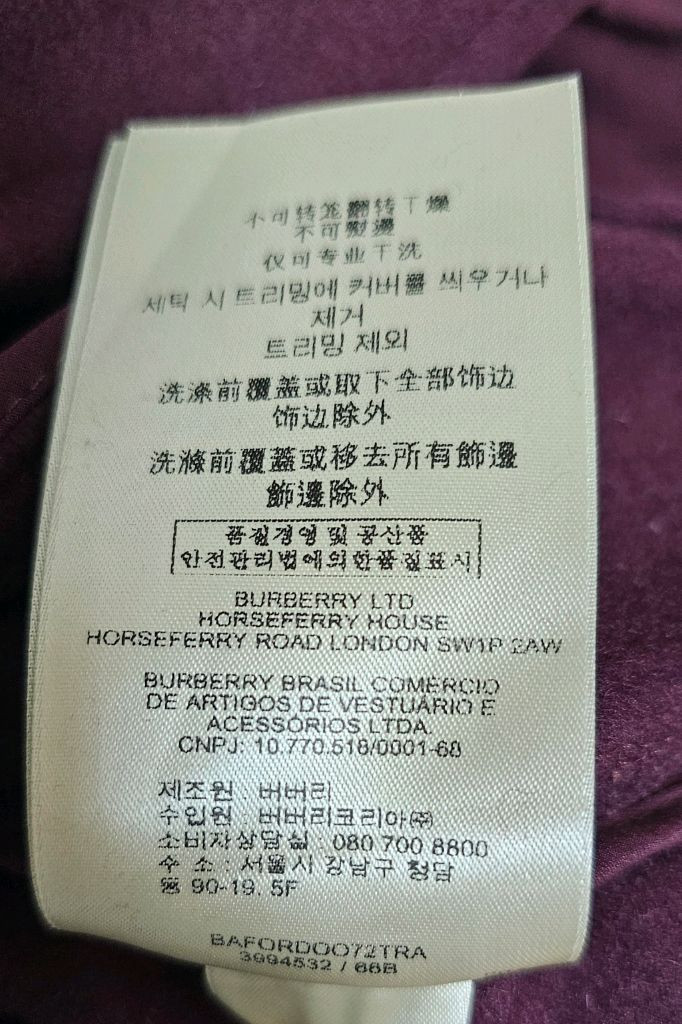 不可转笼翻转干燥
不可熨烫
仅可专业干洗
세탁 시 트리밍에 커버를 씌우거나
제거
트리밍 제외
洗涤前覆盖或取下全部饰边
饰边除外
洗滌前覆蓋或移去所有飾邊
飾邊除外
품질경영 및 공산품
안전관리법에의한품질표시
BURBERRY LTD
HORSEFERRY HOUSE
HORSEFERRY ROAD LONDON SW1P 2AW
BURBERRY BRASIL COMERCIO
DE ARTIGOS DE VESTUARIO E
ACESSORIOS LTDA.
CNPJ: 10.770.518/0001-68
제조원 : 버버리
수입원 : 버버리코리아㈜
소비자상담실 : 080 700 8800
주 소 : 서울시 강남구 청담
동 90-19. 5F
BAFORDOO72TRA
3994532 / 66B